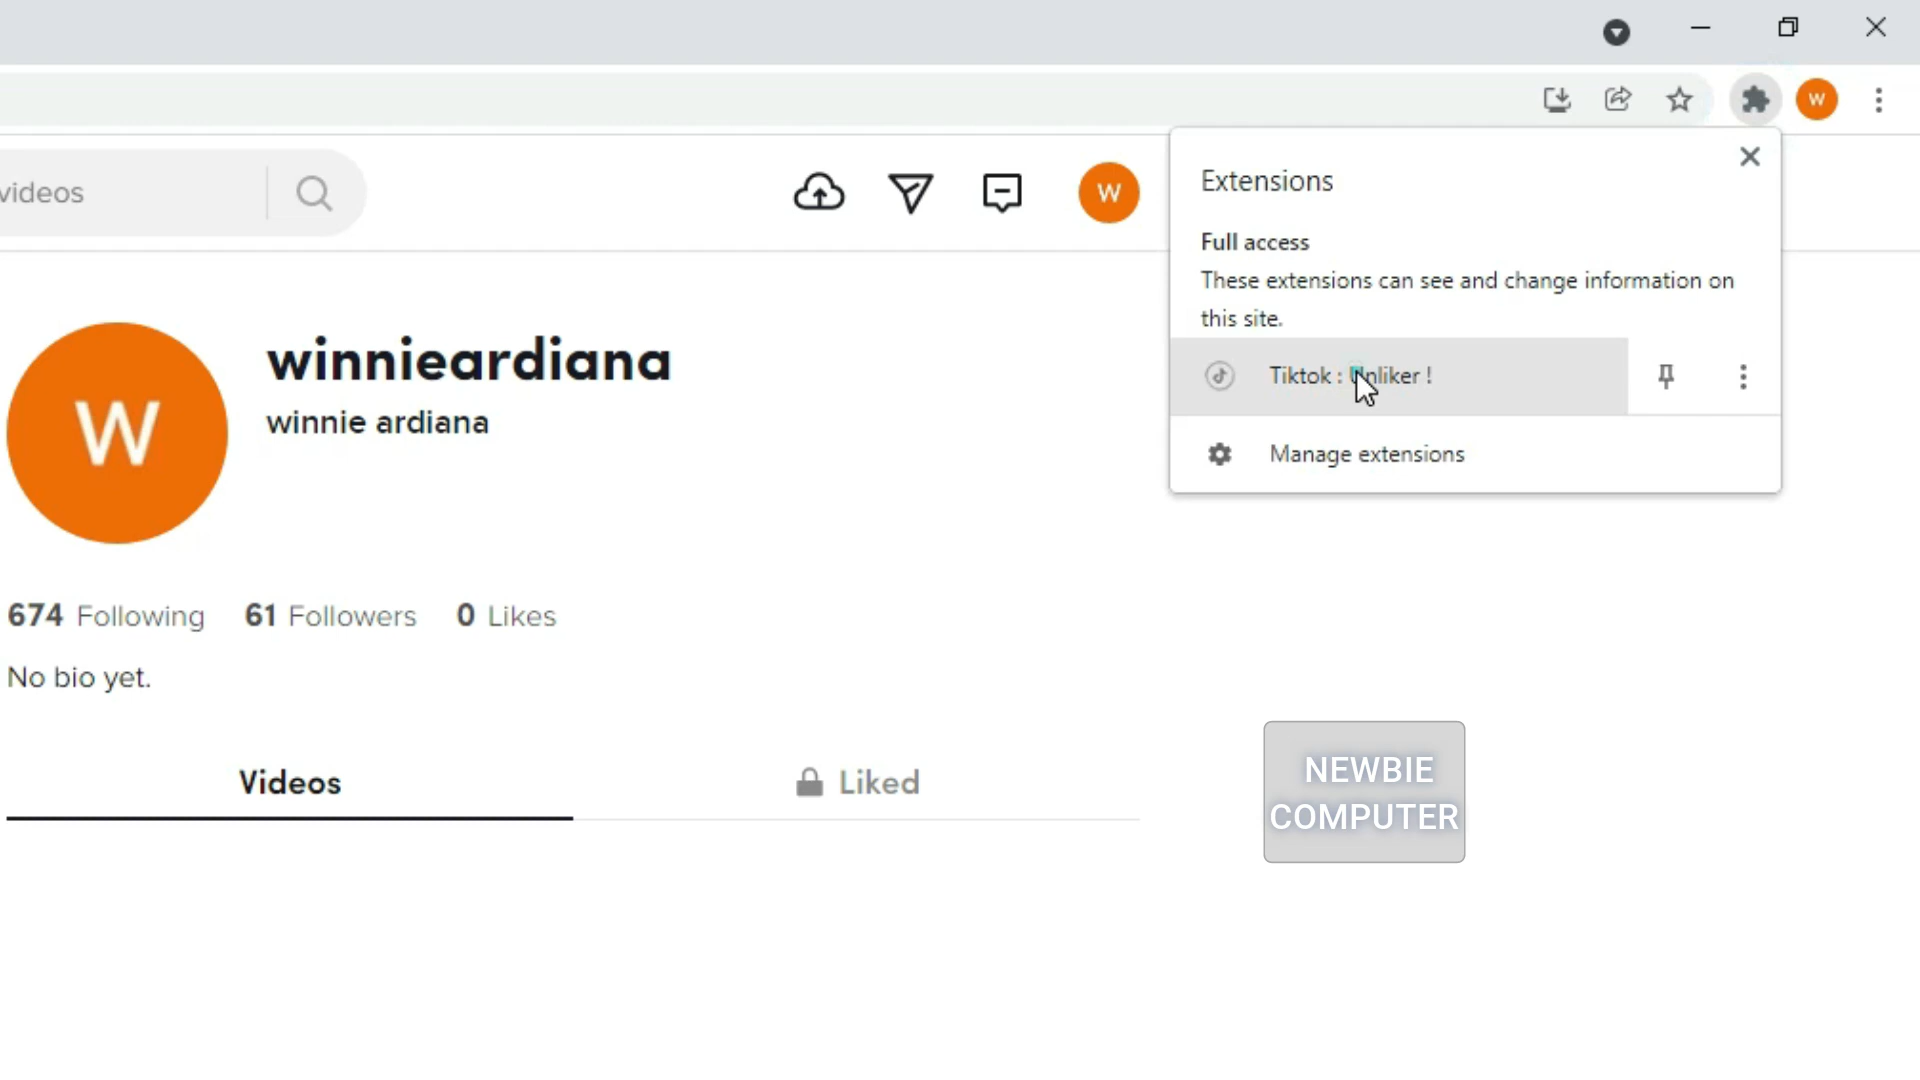 W
videos
W
Extensions
Full access
These extensions can see and change information on
this site.
Tiktok : Unliker !
Manage extensions
W
winnieardiana
winnie ardiana
674 Following 61 Followers 0 Likes
No bio yet.
Videos Liked
NEWBIE
COMPUTER